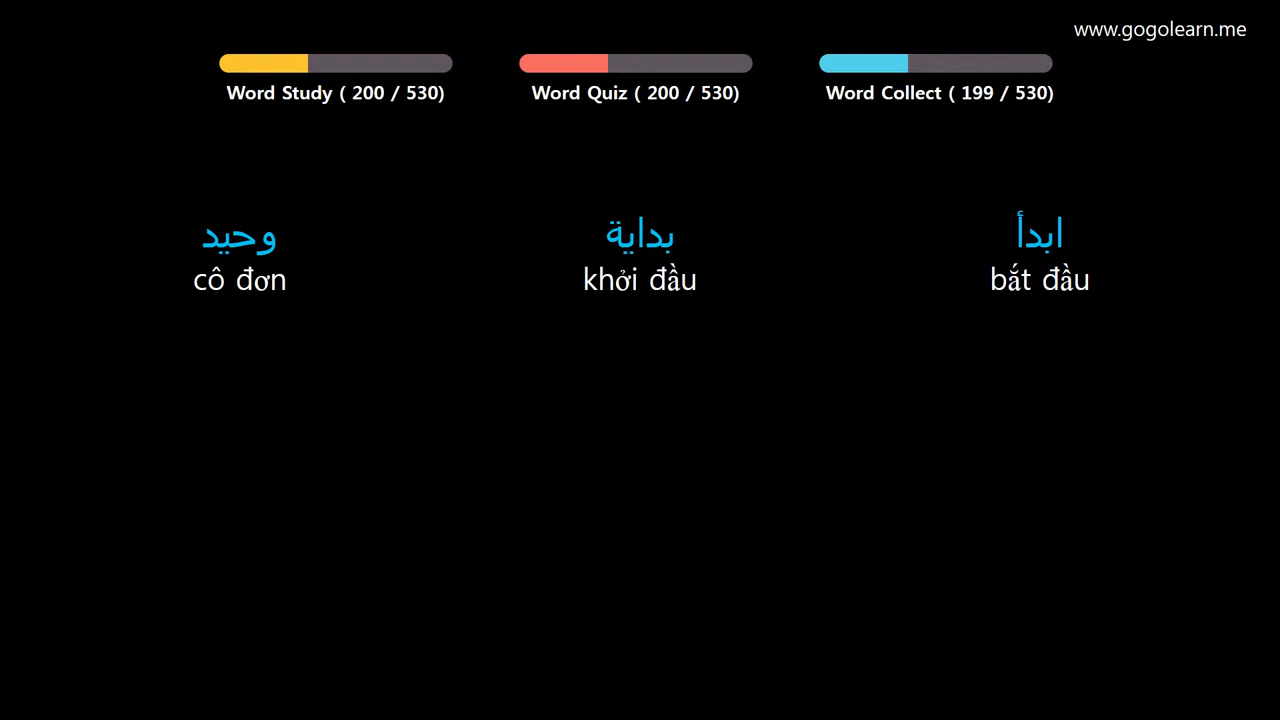 www.gogolearn.me
Word Study ( 200 / 530)
Word Quiz ( 200 / 530)
Word Collect ( 199 / 530)
وحيد
cô đơn
بداية
khởi đầu
ابدأ
bắt đầu